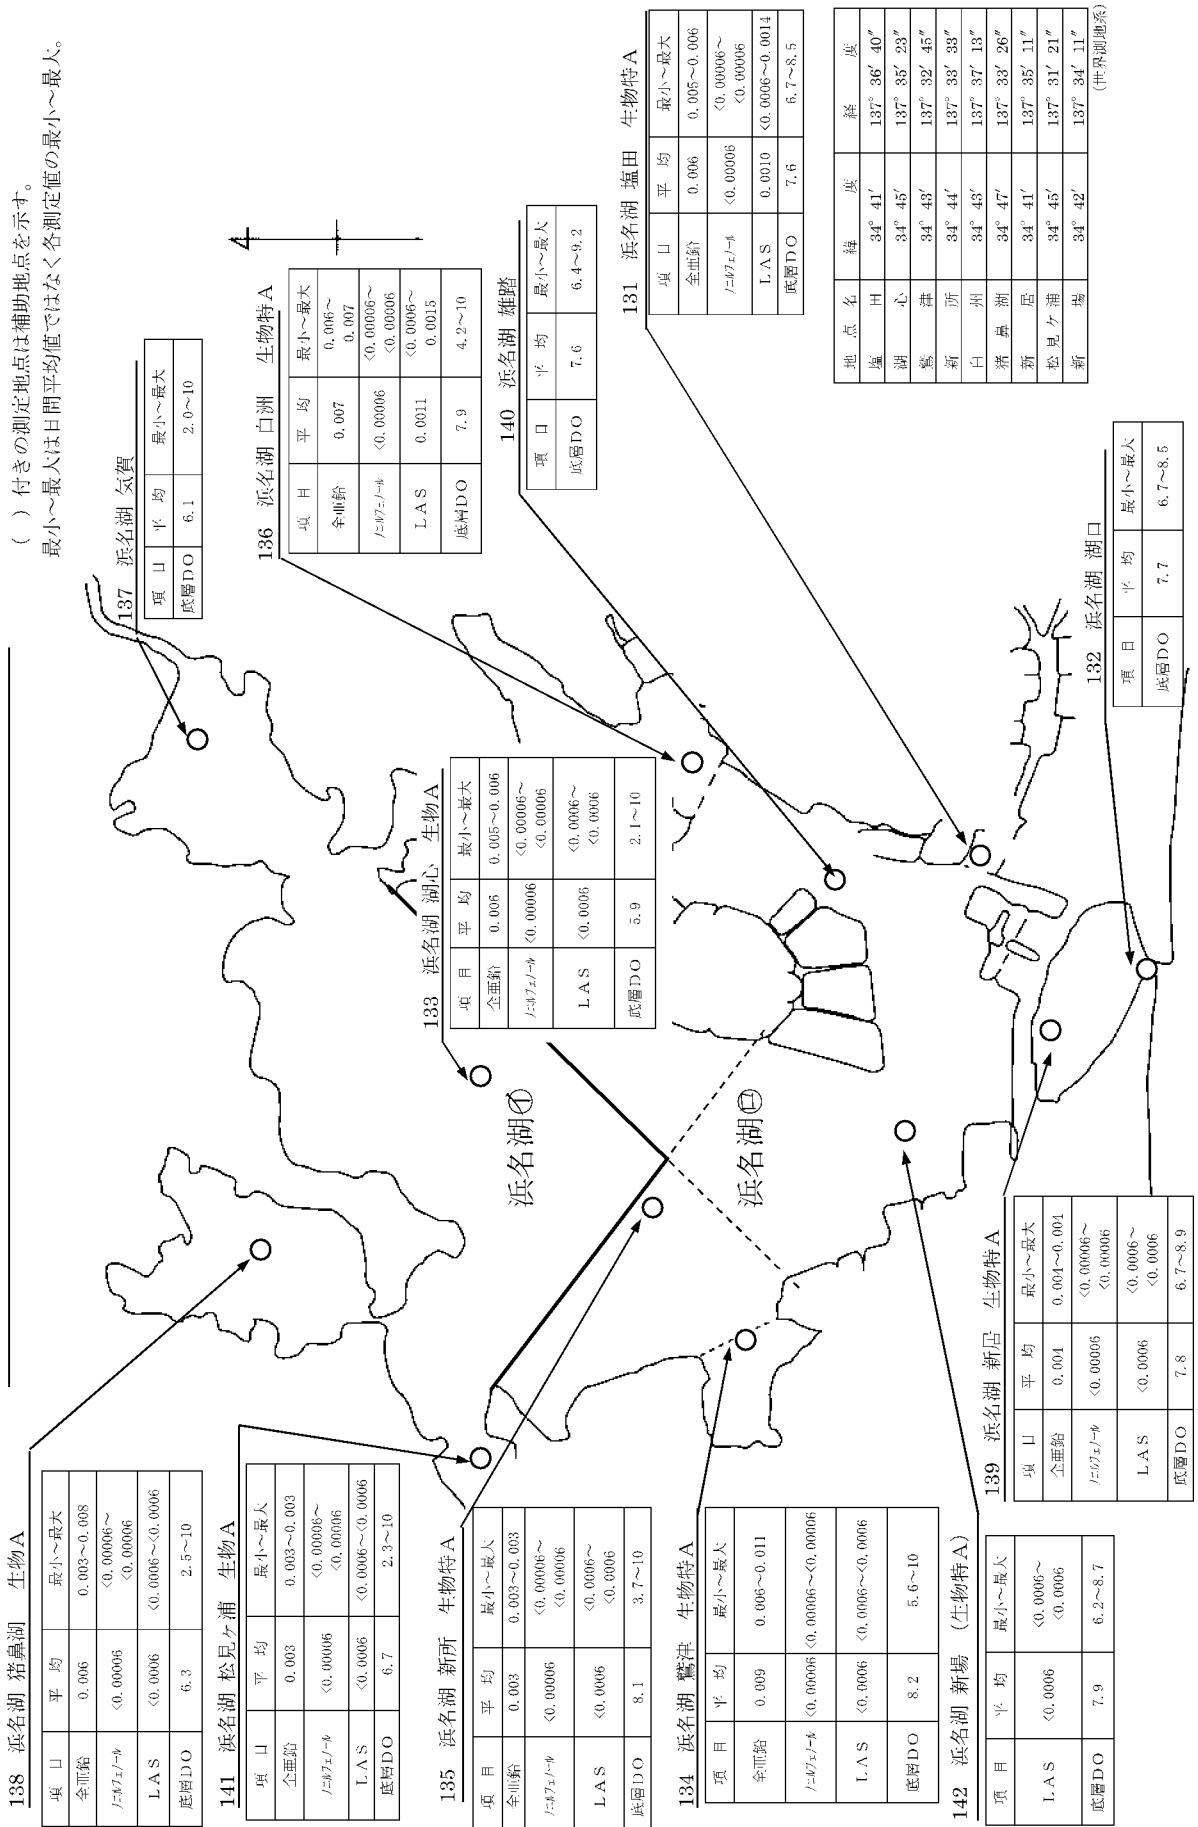 ( ) 付きの測定地点は補助地点を示す。
最小～最大は日間平均値ではなく各測定値の最小～最大。
138 浜名湖 猪鼻湖 生物A
項 目 平 均 最小～最大
全亜鉛 0.006 0.003～0.008
ノニルフェノール <0.00006 <0.00006～<0.00006
LAS <0.0006 <0.0006～<0.0006
底層DO 6.3 2.5～10
141 浜名湖 松見ヶ浦 生物A
項 目 平 均 最小～最大
全亜鉛 0.003 0.003～0.003
ノニルフェノール <0.00006 <0.00006～<0.00006
LAS <0.0006 <0.0006～<0.0006
底層DO 6.7 2.3～10
135 浜名湖 新所 生物特A
項 目 平 均 最小～最大
全亜鉛 0.003 0.003～0.003
ノニルフェノール <0.00006 <0.00006～<0.00006
LAS <0.0006 <0.0006～<0.0006
底層DO 8.1 3.7～10
134 浜名湖 鷲津 生物特A
項 目 平 均 最小～最大
全亜鉛 0.009 0.006～0.011
ノニルフェノール <0.00006 <0.00006～<0.00006
LAS <0.0006 <0.0006～<0.0006
底層DO 8.2 5.6～10
142 浜名湖 新場 (生物特A)
項 目 平 均 最小～最大
LAS <0.0006 <0.0006～<0.0006
底層DO 7.9 6.2～8.7
139 浜名湖 新居 生物特A
項 目 平 均 最小～最大
全亜鉛 0.004 0.004～0.004
ノニルフェノール <0.00006 <0.00006～<0.00006
LAS <0.0006 <0.0006～<0.0006
底層DO 7.8 6.7～8.9
浜名湖㋑
浜名湖㋺
133 浜名湖 湖心 生物A
項 目 平 均 最小～最大
全亜鉛 0.006 0.005～0.006
ノニルフェノール <0.00006 <0.00006～<0.00006
LAS <0.0006 <0.0006～<0.0006
底層DO 5.9 2.1～10
137 浜名湖 気賀
項 目 平 均 最小～最大
底層DO 6.1 2.0～10
136 浜名湖 白洲 生物特A
項 目 平 均 最小～最大
全亜鉛 0.007 0.006～0.007
ノニルフェノール <0.00006 <0.00006～<0.00006
LAS 0.0011 <0.0006～0.0015
底層DO 7.9 4.2～10
140 浜名湖 雄踏
項 目 平 均 最小～最大
底層DO 7.6 6.4～9.2
131 浜名湖 塩田 生物特A
項 目 平 均 最小～最大
全亜鉛 0.006 0.005～0.006
ノニルフェノール <0.00006 <0.00006～<0.00006
LAS 0.0010 <0.0006～0.0014
底層DO 7.6 6.7～8.5
132 浜名湖 湖口
項 目 平 均 最小～最大
底層DO 7.7 6.7～8.5
地 点 名 緯 度 経 度
塩 田 34° 41′ 137° 36′ 40″
湖 心 34° 45′ 137° 35′ 23″
鷲 津 34° 43′ 137° 32′ 45″
新 所 34° 44′ 137° 33′ 33″
白 州 34° 43′ 137° 37′ 13″
猪 鼻 湖 34° 47′ 137° 33′ 26″
新 居 34° 41′ 137° 35′ 11″
松見ケ浦 34° 45′ 137° 31′ 21″
新 場 34° 42′ 137° 34′ 11″
(世界測地系)